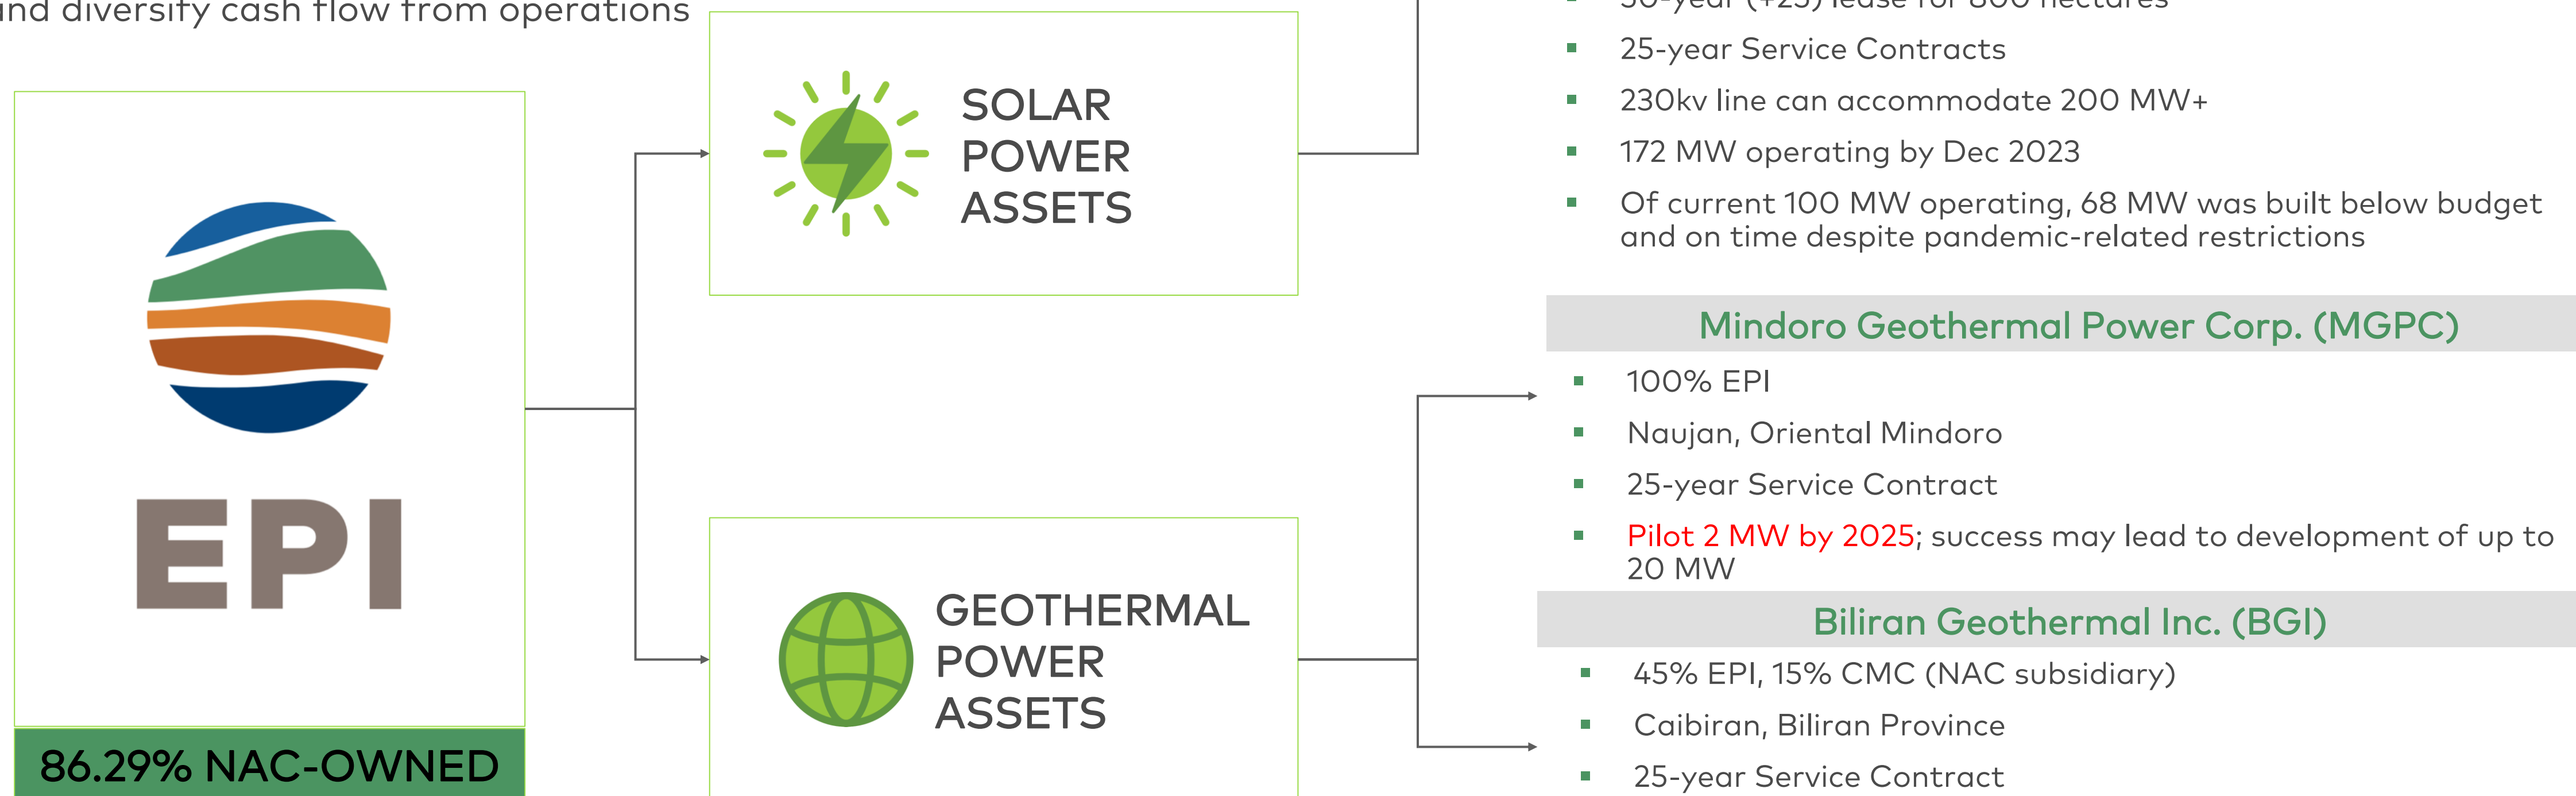 and diversify cash flow from operations
EPI
86.29% NAC-OWNED
SOLAR
POWER
ASSETS
GEOTHERMAL
POWER
ASSETS
lease for 800 hectares
25-year Service Contracts
230kv line can accommodate 200 MW+
172 MW operating by Dec 2023
Of current 100 MW operating, 68 MW was built below budget
and on time despite pandemic-related restrictions
Mindoro Geothermal Power Corp. (MGPC)
100% EPI
Naujan, Oriental Mindoro
25-year Service Contract
Pilot 2 MW by 2025; success may lead to development of up to
20 MW
Biliran Geothermal Inc. (BGI)
45% EPI, 15% CMC (NAC subsidiary)
Caibiran, Biliran Province
25-year Service Contract